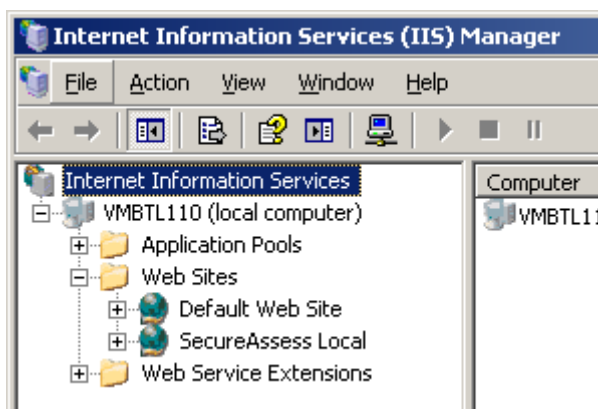 Internet Information Services (IIS) Manager
File Action View Window Help
Internet Information Services
VMBTL110 (local computer)
Application Pools
Web Sites
Default Web Site
SecureAssess Local
Web Service Extensions
Computer